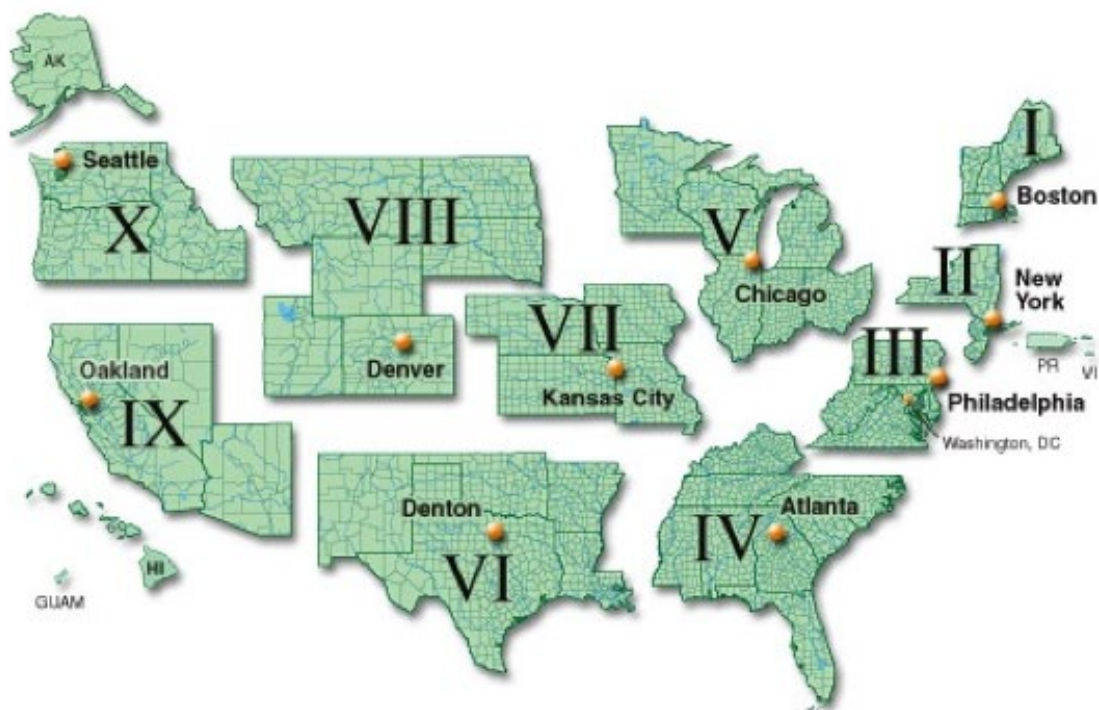 AK
I
Seattle
Boston
X
VIII
V
II
Chicago
New
York
VII
III
Oakland
Denver
PR
VI
IX
Kansas City
Philadelphia
Washington, DC
Denton
Atlanta
IV
VI
HI
GUAM